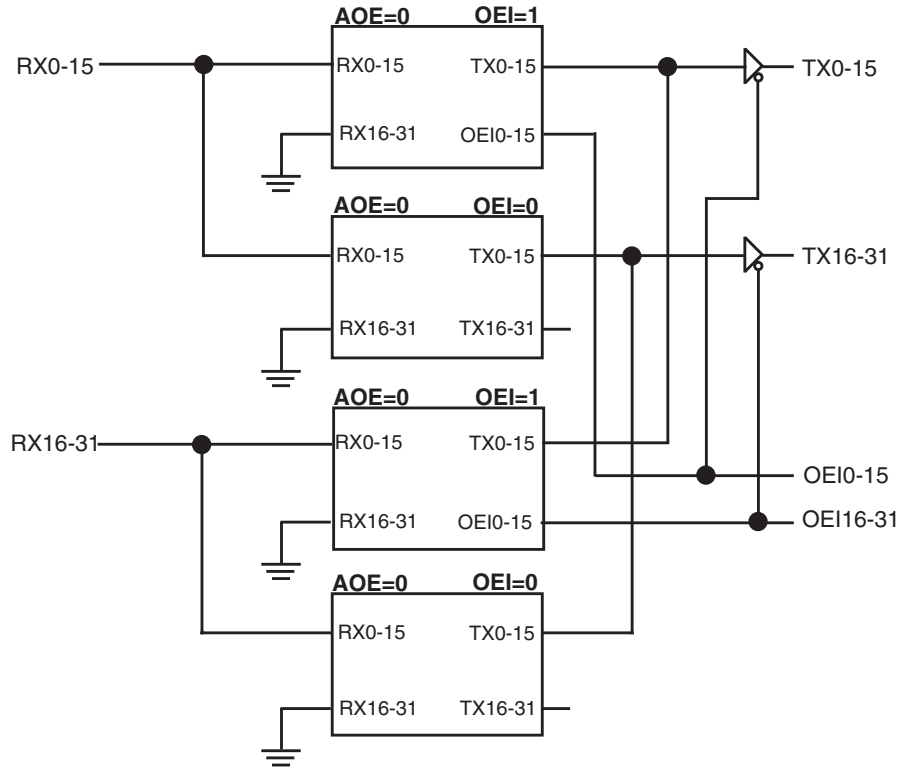 AOE=0 OEI=1
RX0-15 RX0-15 TX0-15 TX0-15
RX16-31 OEI0-15
AOE=0 OEI=0
RX0-15 TX0-15 TX16-31
RX16-31 TX16-31
AOE=0 OEI=1
RX16-31 RX0-15 TX0-15
OEI0-15
RX16-31 OEI0-15 OEI16-31
AOE=0 OEI=0
RX0-15 TX0-15
RX16-31 TX16-31